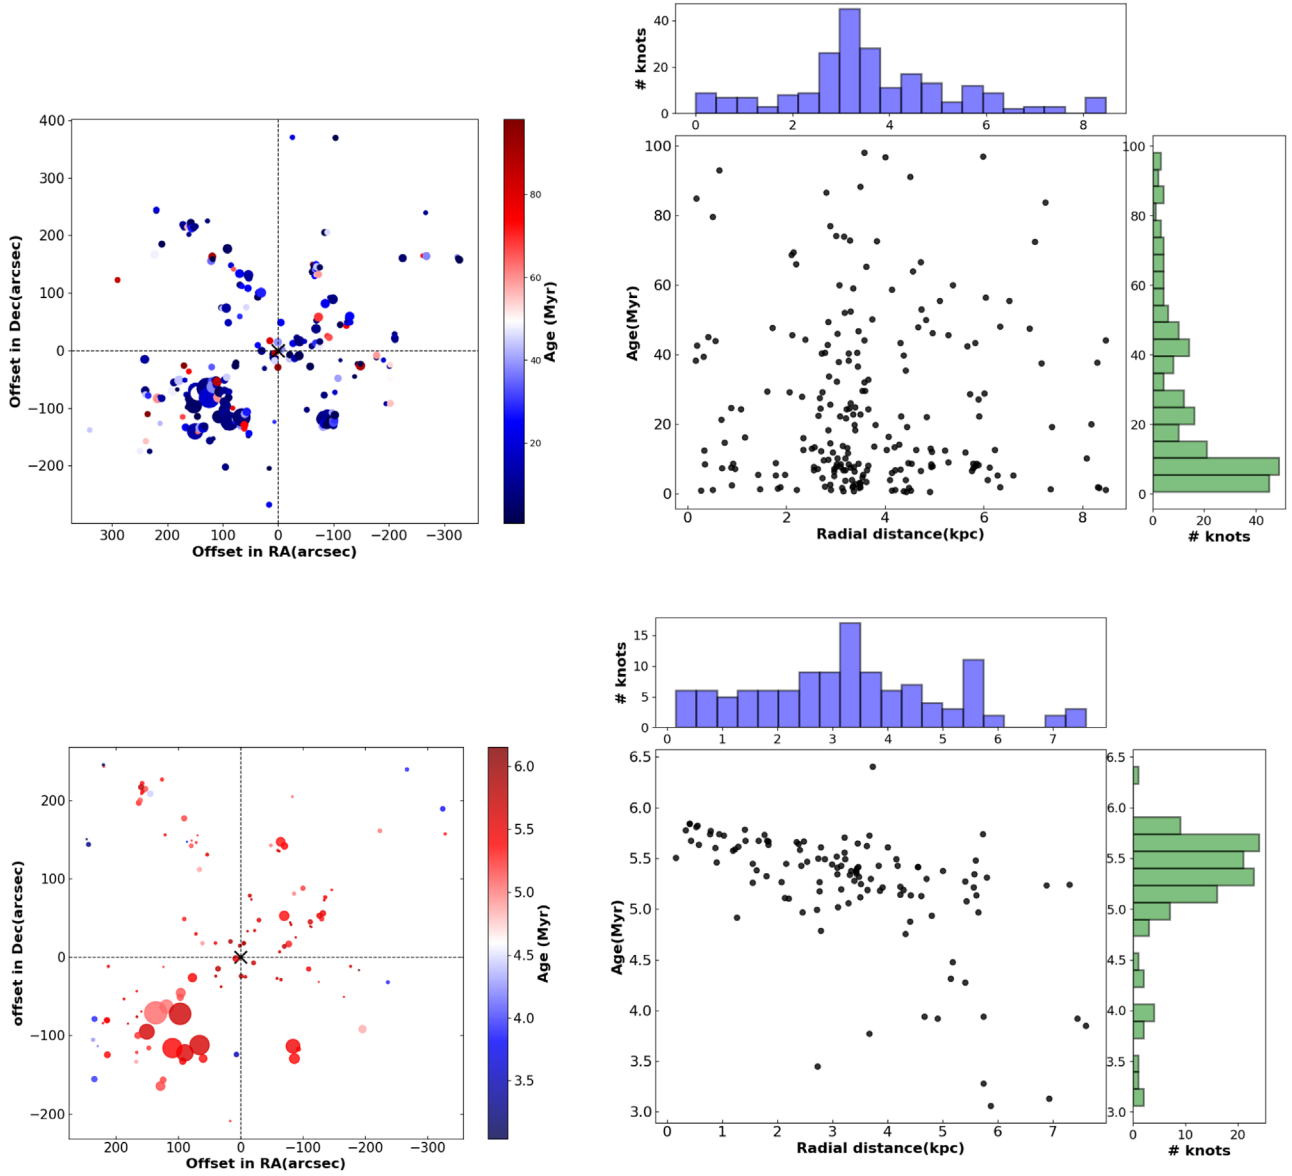 # knots
40
20
0
0 2 4 6 8
400
300
200
100
0
−100
−200
300 200 100 0 −100 −200 −300
Offset in RA(arcsec)
Offset in Dec(arcsec)
80
60
40
20
Age (Myr)
100
80
60
40
20
0
Age(Myr)
0 2 4 6 8
Radial distance(kpc)
100
80
60
40
20
0
0 20 40
# knots
# knots
15
10
5
0
0 1 2 3 4 5 6 7
200
100
0
−100
−200
200 100 0 −100 −200 −300
Offset in RA(arcsec)
offset in Dec(arcsec)
6.0
5.5
5.0
4.5
4.0
3.5
Age (Myr)
6.5
6.0
5.5
5.0
4.5
4.0
3.5
3.0
Age(Myr)
0 1 2 3 4 5 6 7
Radial distance(kpc)
6.5
6.0
5.5
5.0
4.5
4.0
3.5
3.0
0 10 20
# knots